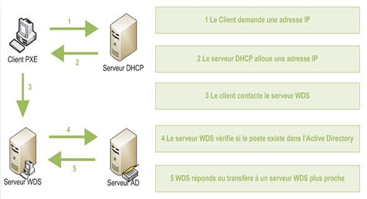 1
1 Le Client demande une adresse IP
2
Client PXE
Serveur DHCP
2 Le serveur DHCP alloue une adresse IP
3
3 Le client contacte le serveur WDS
4
4 Le serveur WDS vérifie si le poste existe dans l'Active Directory
5
5 WDS réponds ou transfère à un serveur WDS plus proche
Serveur WDS
Serveur AD